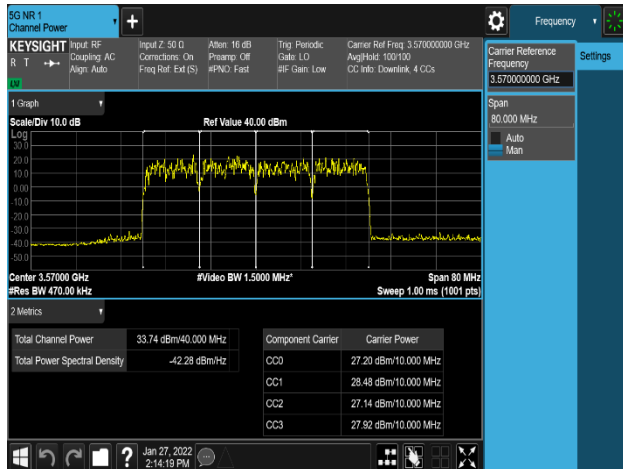 5G NR 1
Channel Power
Frequency
KEYSIGHT
R T
Input: RF
Coupling: AC
Align: Auto
Input Z: 50 Ω
Corrections: On
Freq Ref: Ext (S)
Atten: 16 dB
Preamp: Off
#PNO: Fast
Trig: Periodic
Gate: LO
#IF Gain: Low
Carrier Ref Freq: 3.570000000 GHz
Avg|Hold: 100/100
CC Info: Downlink, 4 CCs
Carrier Reference
Frequency
3.570000000 GHz
Settings
Span
80.000 MHz
Auto
Man
1 Graph
Scale/Div 10.0 dB
Ref Value 40.00 dBm
Log
30.0
20.0
10.0
0.00
-10.0
-20.0
-30.0
-40.0
-50.0
Center 3.57000 GHz
#Video BW 1.5000 MHz*
Span 80 MHz
#Res BW 470.00 kHz
Sweep 1.00 ms (1001 pts)
2 Metrics
Total Channel Power 33.74 dBm/40.000 MHz
Total Power Spectral Density -42.28 dBm/Hz
Component Carrier Carrier Power
CC0 27.20 dBm/10.000 MHz
CC1 28.48 dBm/10.000 MHz
CC2 27.14 dBm/10.000 MHz
CC3 27.92 dBm/10.000 MHz
?
Jan 27, 2022
2:14:19 PM